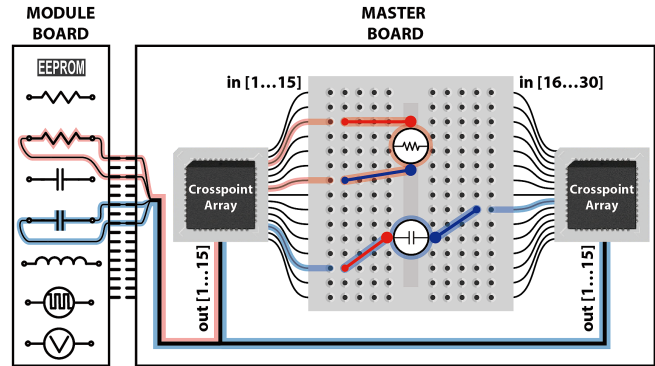 MODULE
BOARD
MASTER
BOARD
EEPROM
in [1...15]
in [16...30]
Crosspoint
Array
Crosspoint
Array
out [1...15]
out [1...15]
V